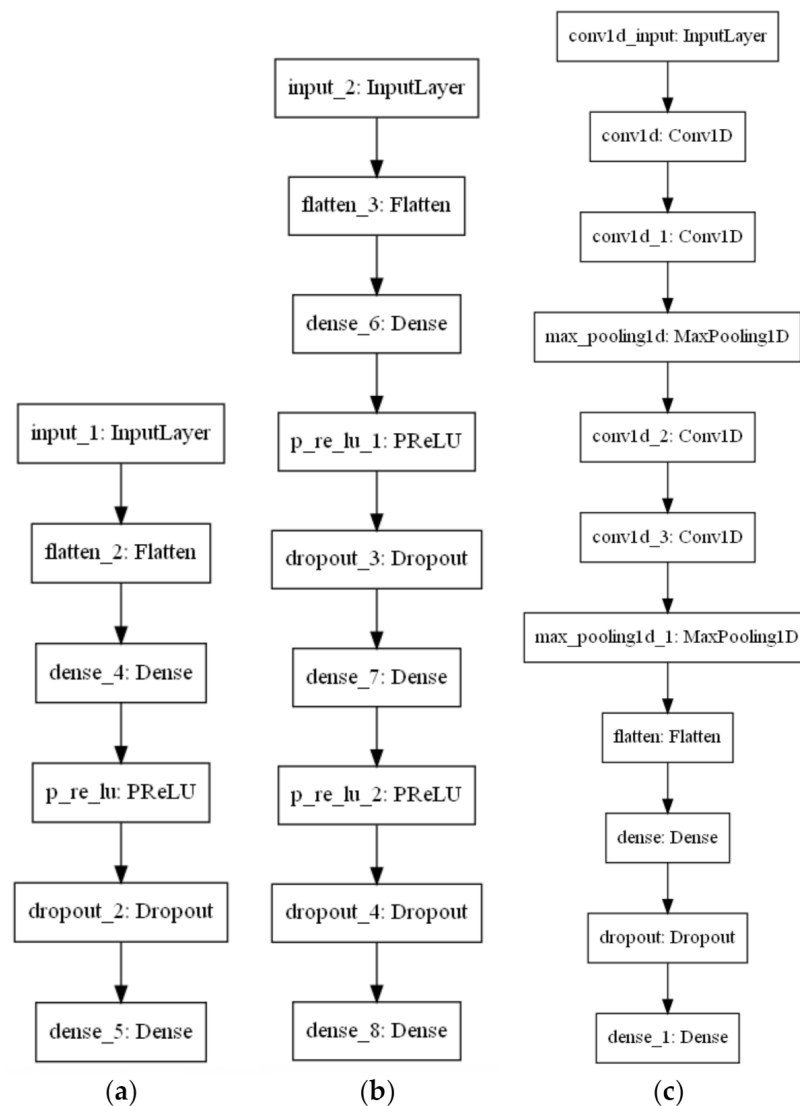 input_1: InputLayer
flatten_2: Flatten
dense_4: Dense
p_re_lu: PReLU
dropout_2: Dropout
dense_5: Dense
(a)
input_2: InputLayer
flatten_3: Flatten
dense_6: Dense
p_re_lu_1: PReLU
dropout_3: Dropout
dense_7: Dense
p_re_lu_2: PReLU
dropout_4: Dropout
dense_8: Dense
(b)
conv1d_input: InputLayer
conv1d: Conv1D
conv1d_1: Conv1D
max_pooling1d: MaxPooling1D
conv1d_2: Conv1D
conv1d_3: Conv1D
max_pooling1d_1: MaxPooling1D
flatten: Flatten
dense: Dense
dropout: Dropout
dense_1: Dense
(c)